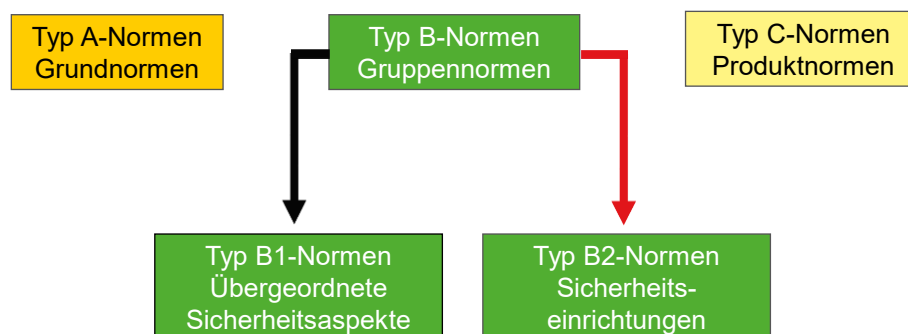 Typ A-Normen
Grundnormen
Typ B-Normen
Gruppennormen
Typ C-Normen
Produktnormen
Typ B1-Normen
Übergeordnete
Sicherheitsaspekte
Typ B2-Normen
Sicherheits-
einrichtungen